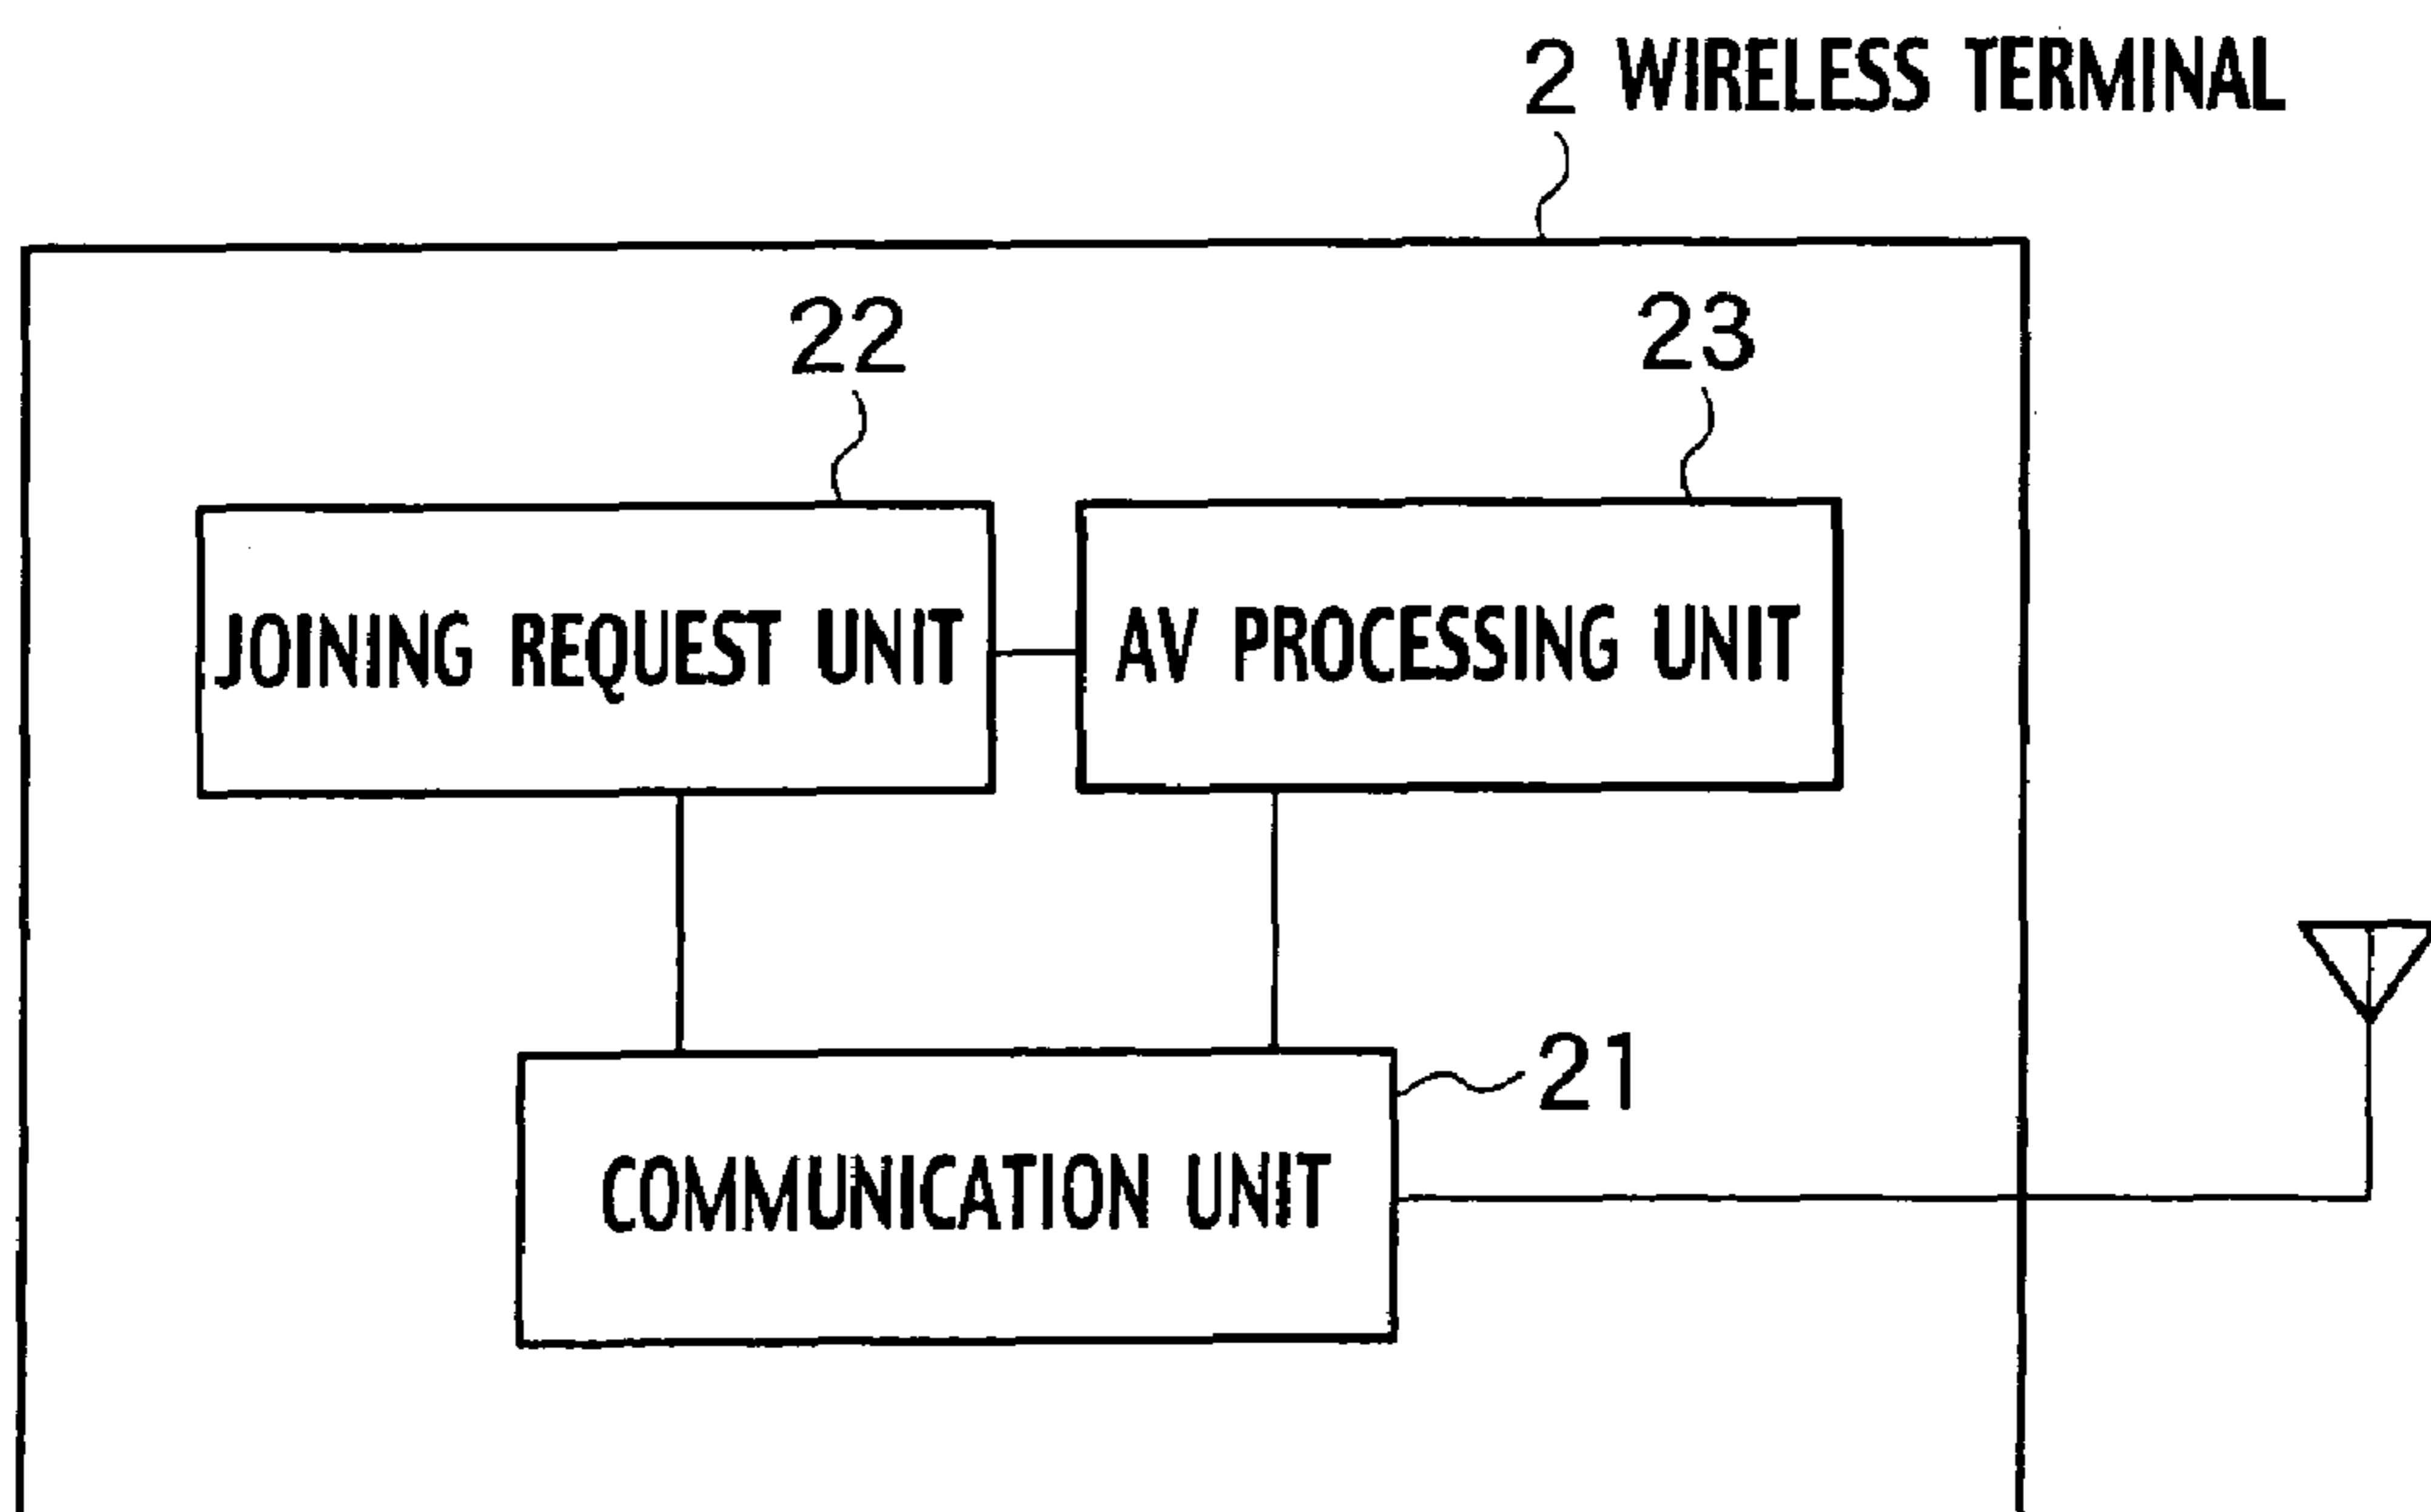 2 WIRELESS TERMINAL
22
23
JOINING REQUEST UNIT
AV PROCESSING UNIT
21
COMMUNICATION UNIT